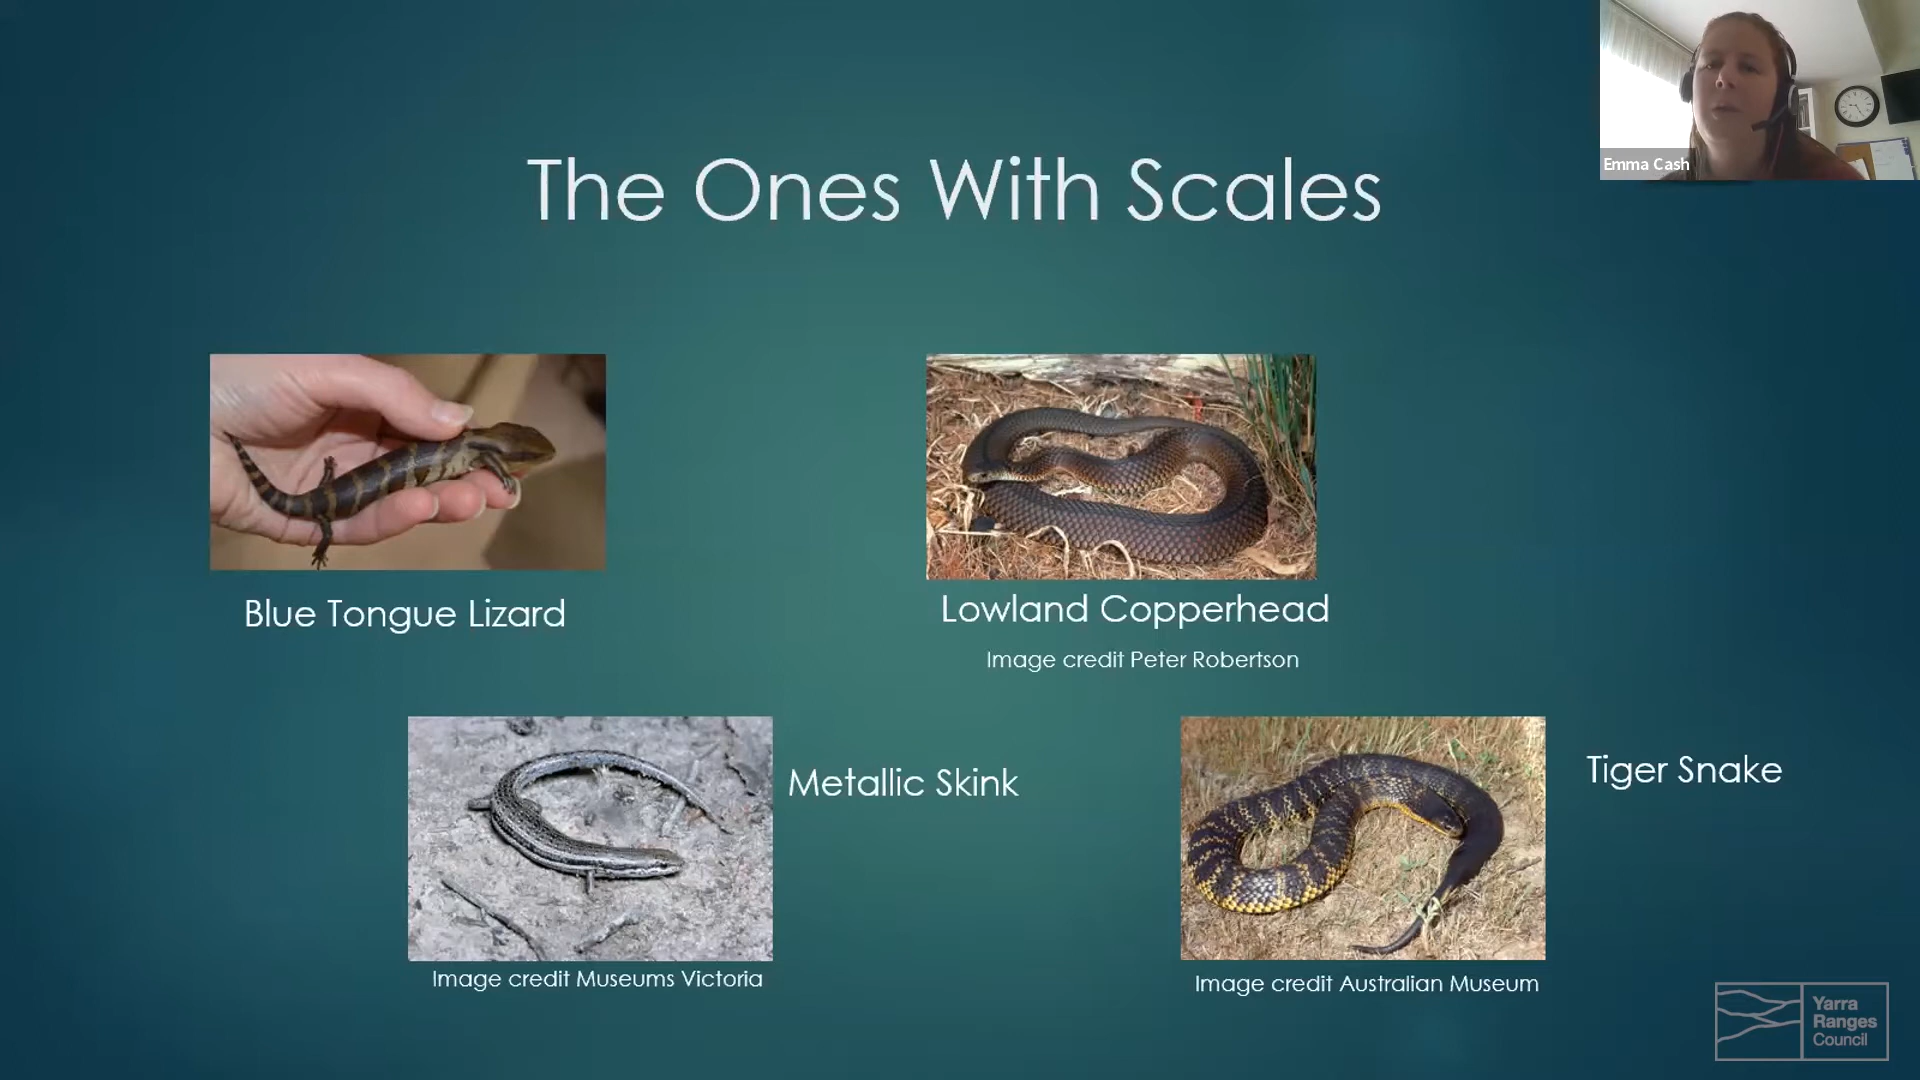 Emma Cash
The Ones With Scales
Blue Tongue Lizard
Lowland Copperhead
Image credit Peter Robertson
Metallic Skink
Tiger Snake
Image credit Museums Victoria
Image credit Australian Museum
Yarra
Ranges
Council